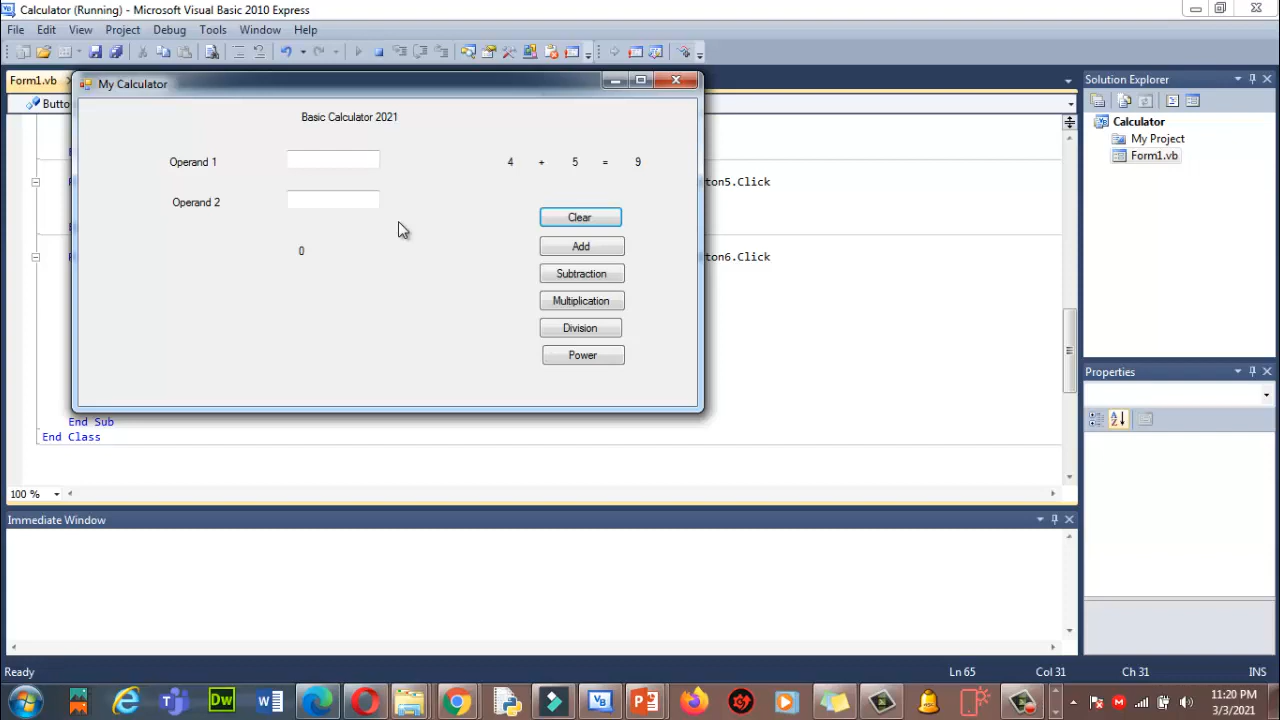 Calculator (Running) - Microsoft Visual Basic 2010 Express
File Edit View Project Debug Tools Window Help
Form1.vb
My Calculator
Solution Explorer
Butto
Basic Calculator 2021
Calculator
My Project
Form1.vb
Operand 1
4 + 5 = 9
ton5.Click
Operand 2
Clear
Add
0
ton6.Click
Subtraction
Multiplication
Division
Power
Properties
End Sub
End Class
100 %
Immediate Window
Ready
Ln 65
Col 31
Ch 31
INS
Dw
11:20 PM
3/3/2021